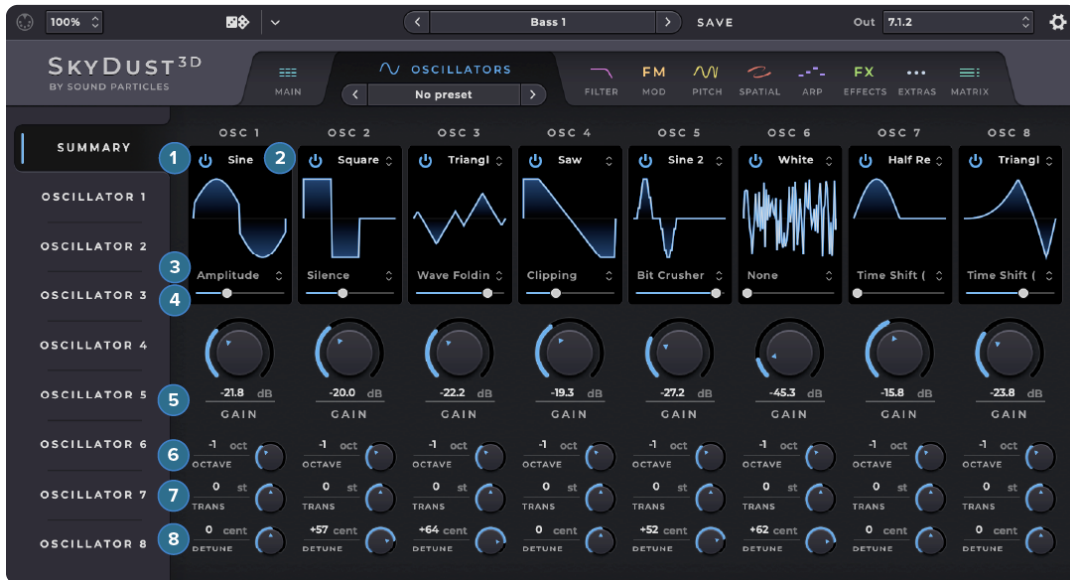 100% Bass 1 SAVE Out 7.1.2
SKYDUST 3D
BY SOUND PARTICLES
MAIN
OSCILLATORS
No preset
FILTER
FM
MOD
PITCH
SPATIAL
ARP
FX
EFFECTS
EXTRAS
MATRIX
SUMMARY
OSCILLATOR 1
OSCILLATOR 2
OSCILLATOR 3
OSCILLATOR 4
OSCILLATOR 5
OSCILLATOR 6
OSCILLATOR 7
OSCILLATOR 8
OSC 1 OSC 2 OSC 3 OSC 4 OSC 5 OSC 6 OSC 7 OSC 8
1 Sine 2 Square Triangl Saw Sine 2 White Half Re Triangl
3 Amplitude Silence Wave Foldin Clipping Bit Crusher None Time Shift ( Time Shift (
4
-21.8 dB -20.0 dB -22.2 dB -19.3 dB -27.2 dB -45.3 dB -15.8 dB -23.8 dB
5 GAIN GAIN GAIN GAIN GAIN GAIN GAIN GAIN
-1 oct -1 oct -1 oct -1 oct -1 oct -1 oct -1 oct -1 oct
6 OCTAVE OCTAVE OCTAVE OCTAVE OCTAVE OCTAVE OCTAVE OCTAVE
0 st 0 st 0 st 0 st 0 st 0 st 0 st 0 st
7 TRANS TRANS TRANS TRANS TRANS TRANS TRANS TRANS
0 cent +57 cent +64 cent 0 cent +52 cent +62 cent 0 cent 0 cent
8 DETUNE DETUNE DETUNE DETUNE DETUNE DETUNE DETUNE DETUNE